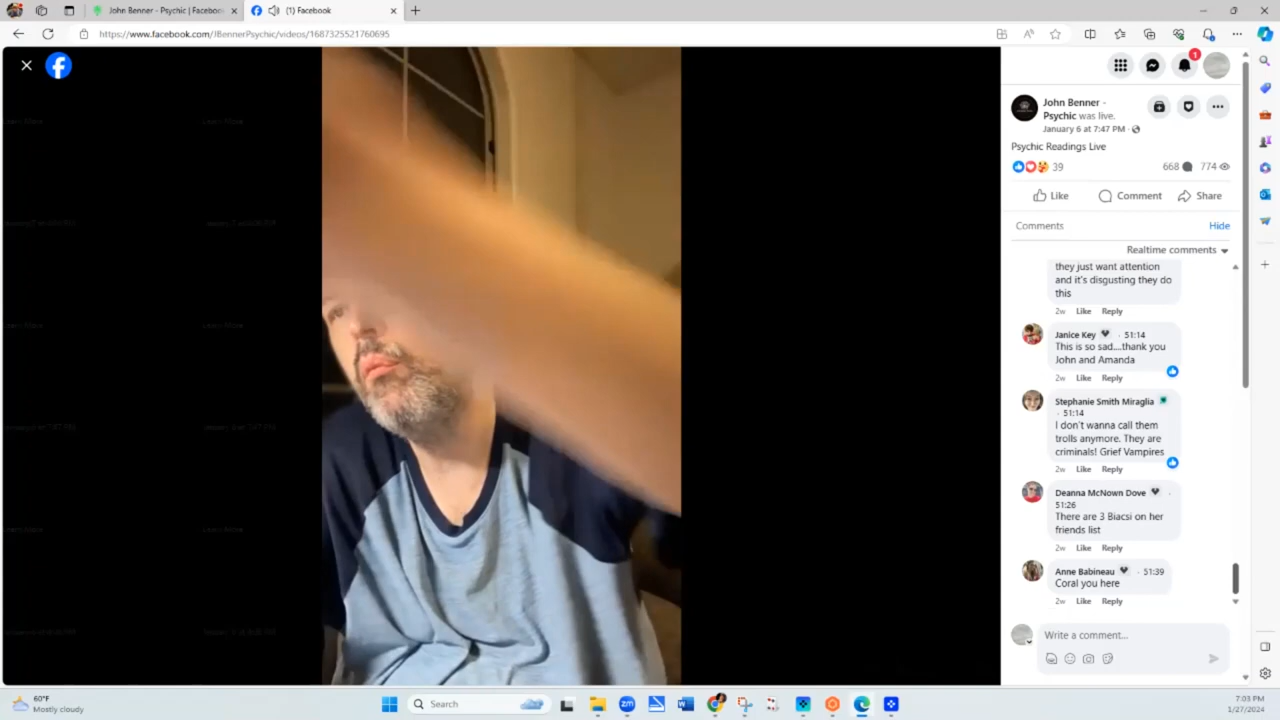 John Benner - Psychic | Facebook
(1) Facebook
https://www.facebook.com/JBennerPsychic/videos/1687325521760695
1
John Benner -
Psychic was live.
January 6 at 7:47 PM ·
Psychic Readings Live
39
668
774
Like
Comment
Share
Comments
Hide
Realtime comments
they just want attention
and it's disgusting they do
this
2w Like Reply
Janice Key · 51:14
This is so sad....thank you
John and Amanda
2w Like Reply
Stephanie Smith Miraglia
· 51:14
I don't wanna call them
trolls anymore. They are
criminals! Grief Vampires
2w Like Reply
Deanna McNown Dove ·
51:26
There are 3 Biacsi on her
friends list
2w Like Reply
Anne Babineau · 51:39
Coral you here
2w Like Reply
Write a comment...
60°F
Mostly cloudy
Search
zm
7:03 PM
1/27/2024